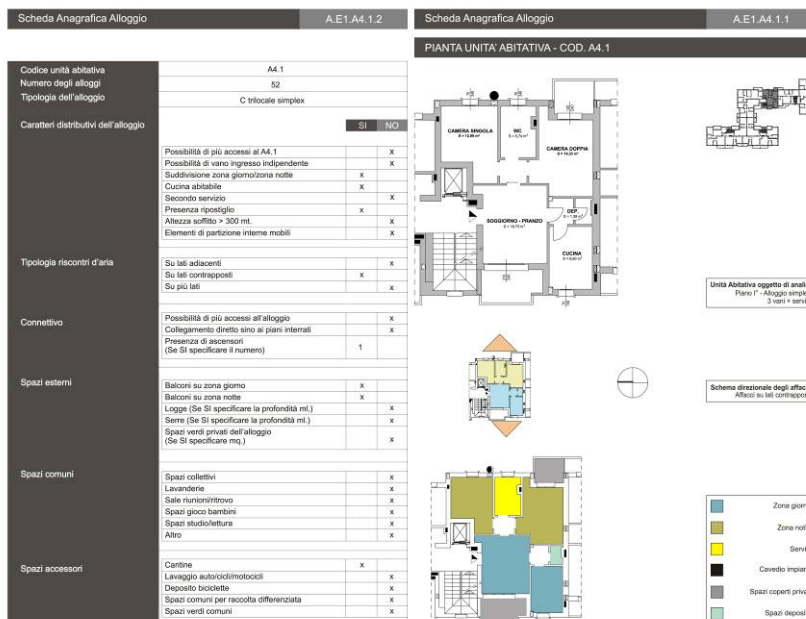 Scheda Anagrafica Alloggio
A.E1.A4.1.2
Codice unità abitativa
A4.1
Numero degli alloggi
52
Tipologia dell'alloggio
C trilocale simplex
Caratteri distributivi dell'alloggio
SI NO
Possibilità di più accessi al A4.1 x
Possibilità di vano ingresso indipendente x
Suddivisione zona giorno/zona notte x
Cucina abitabile x
Secondo servizio x
Presenza ripostiglio x
Altezza soffitto > 300 mt. x
Elementi di partizione interne mobili x
Tipologia riscontri d'aria
Su lati adiacenti x
Su lati contrapposti x
Su più lati x
Connettivo
Possibilità di più accessi all'alloggio x
Collegamento diretto sino ai piani interrati x
Presenza di ascensori
(Se SI specificare il numero) 1
Spazi esterni
Balconi su zona giorno x
Balconi su zona notte x
Logge (Se SI specificare la profondità ml.) x
Serre (Se SI specificare la profondità ml.) x
Spazi verdi privati dell'alloggio
(Se SI specificare mq.) x
Spazi comuni
Spazi collettivi x
Lavanderie x
Sale riunioni/ritrovo x
Spazi gioco bambini x
Spazi studio/lettura x
Altro x
Spazi accessori
Cantine x
Lavaggio auto/cicli/motocicli x
Deposito biciclette x
Spazi comuni per raccolta differenziata x
Spazi verdi comuni x
Scheda Anagrafica Alloggio
A.E1.A4.1.1
PIANTA UNITA' ABITATIVA - COD. A4.1
CAMERA SINGOLA
WC
CAMERA DOPPIA
SOGGIORNO - PRANZO
DEP.
CUCINA
Unità Abitativa oggetto di anali
Piano I° - Alloggio simple
3 vani + servi
Schema direzionale degli affac
Affacci su lati contrappos
Zona giorn
Zona nott
Servi
Cavedio impian
Spazi coperti priva
Spazi deposi